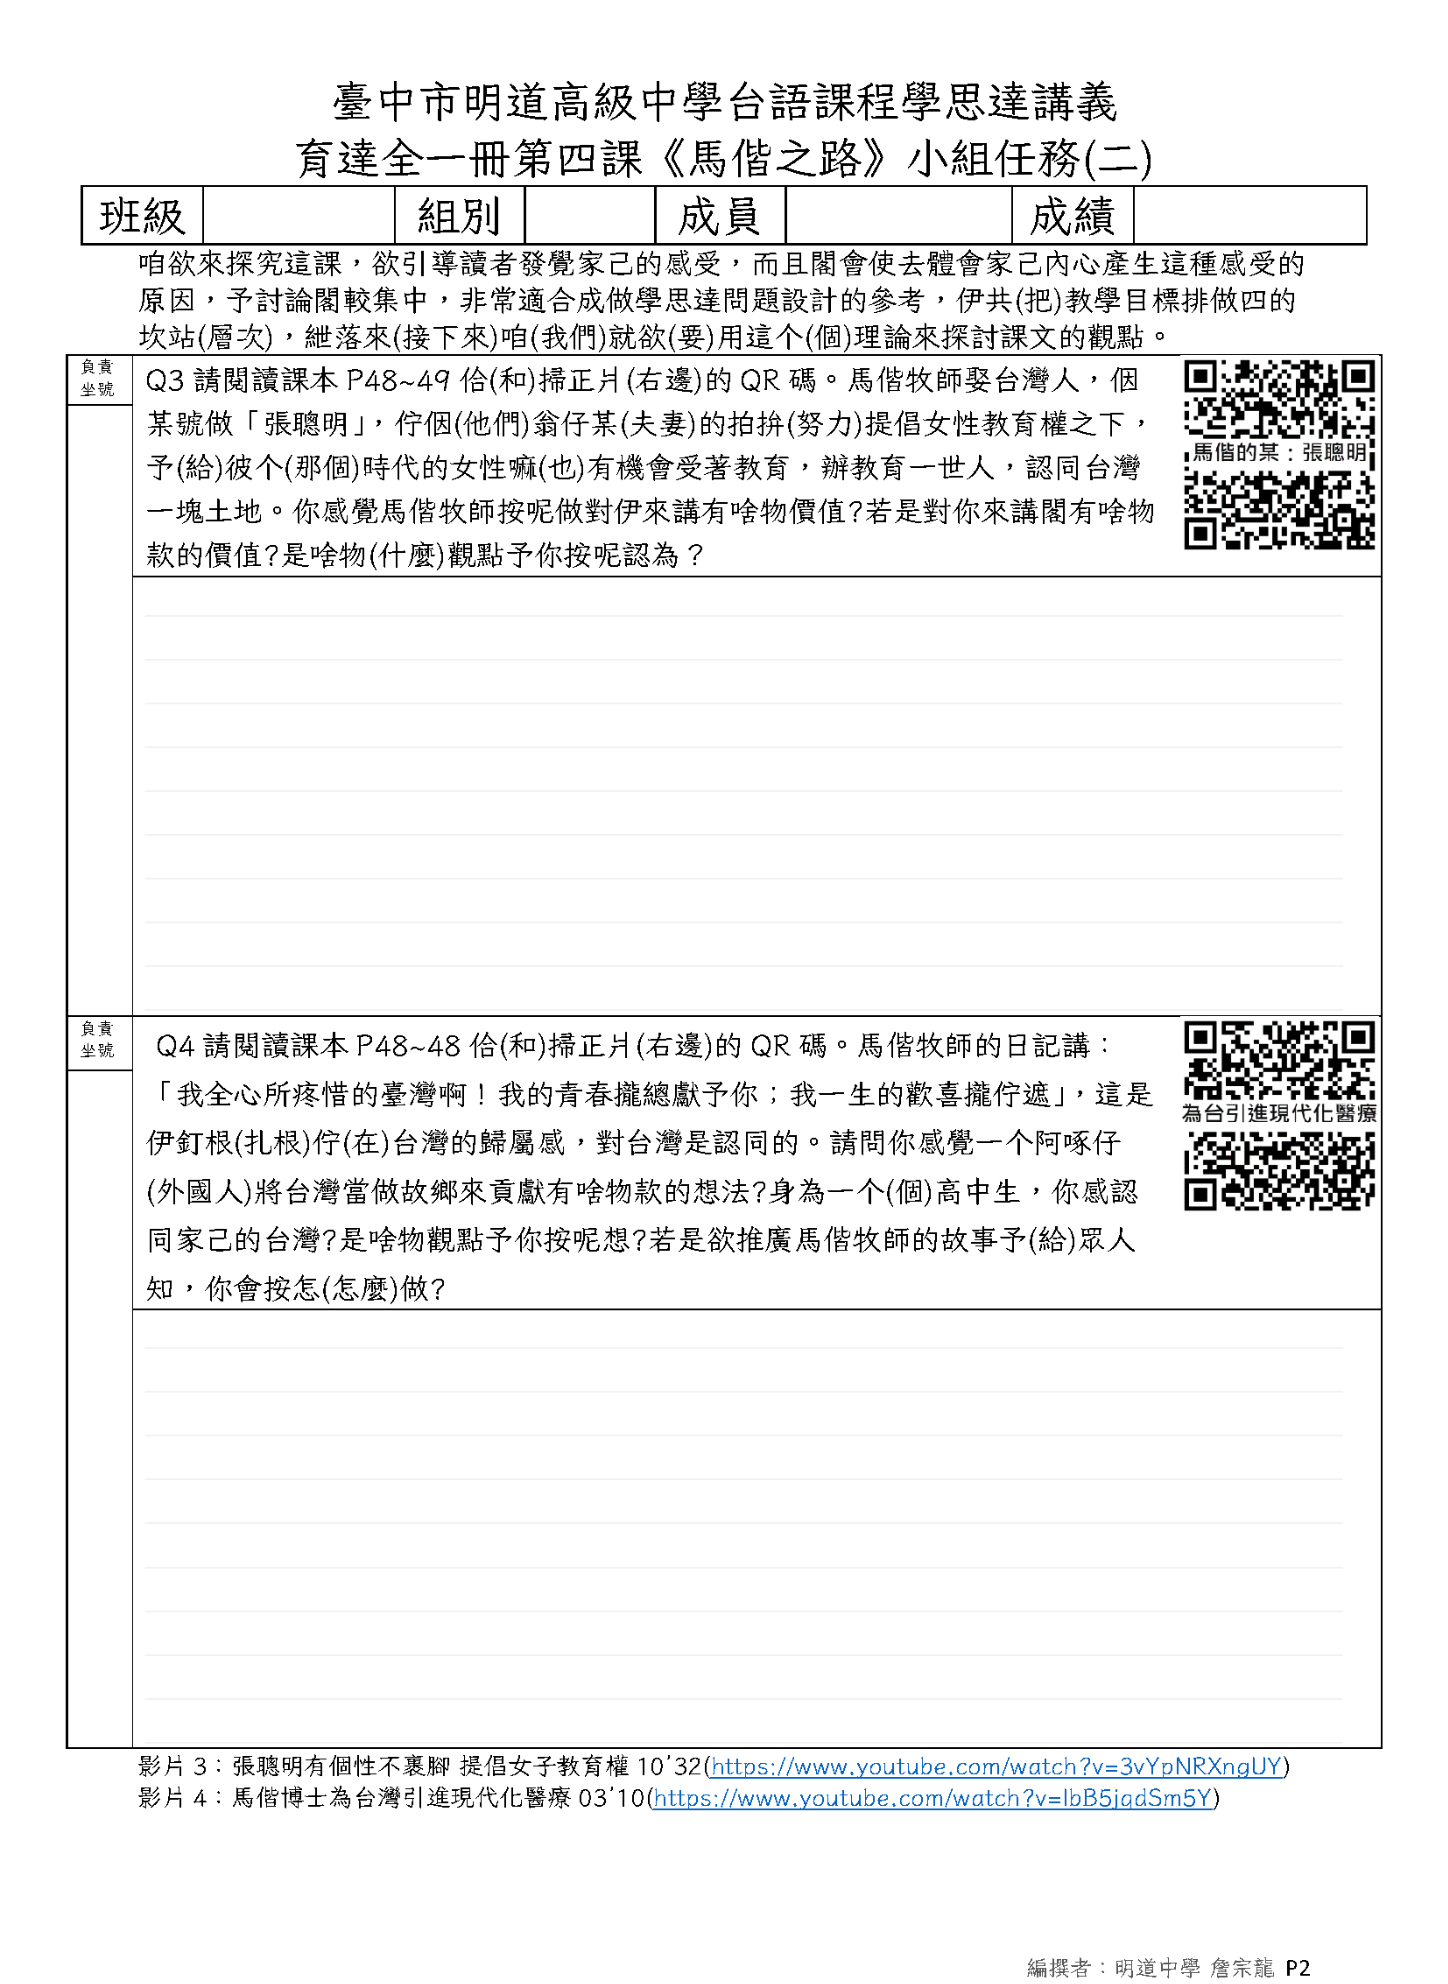 臺中市明道高級中學台語課程學思達講義
育達全一冊第四課《馬偕之路》小組任務(二)
班級 組別 成員 成績
咱欲來探究這課，欲引導讀者發覺家己的感受，而且閣會使去體會家己內心產生這種感受的
原因，予討論閣較集中，非常適合成做學思達問題設計的參考，伊共(把)教學目標排做四的
坎站(層次)，紲落來(接下來)咱(我們)就欲(要)用這个(個)理論來探討課文的觀點。
負責
坐號
Q3 請閱讀課本 P48~49 佮(和)掃正爿(右邊)的 QR 碼。馬偕牧師娶台灣人，個
某號做「張聰明」，佇個(他們)翁仔某(夫妻)的拍拚(努力)提倡女性教育權之下，
予(給)彼个(那個)時代的女性嘛(也)有機會受著教育，辦教育一世人，認同台灣
一塊土地。你感覺馬偕牧師按呢做對伊來講有啥物價值?若是對你來講閣有啥物
款的價值?是啥物(什麼)觀點予你按呢認為？
馬偕的某：張聰明
負責
坐號
Q4 請閱讀課本 P48~48 佮(和)掃正爿(右邊)的 QR 碼。馬偕牧師的日記講：
「我全心所疼惜的臺灣啊！我的青春攏總獻予你；我一生的歡喜攏佇遮」，這是
伊釘根(扎根)佇(在)台灣的歸屬感，對台灣是認同的。請問你感覺一个阿啄仔
(外國人)將台灣當做故鄉來貢獻有啥物款的想法?身為一个(個)高中生，你感認
同家己的台灣?是啥物觀點予你按呢想?若是欲推廣馬偕牧師的故事予(給)眾人
知，你會按怎(怎麼)做?
為台引進現代化醫療
影片 3：張聰明有個性不裹腳 提倡女子教育權 10’32(https://www.youtube.com/watch?v=3vYpNRXngUY)
影片 4：馬偕博士為台灣引進現代化醫療 03’10(https://www.youtube.com/watch?v=lbB5jqdSm5Y)
編撰者：明道中學 詹宗龍 P2